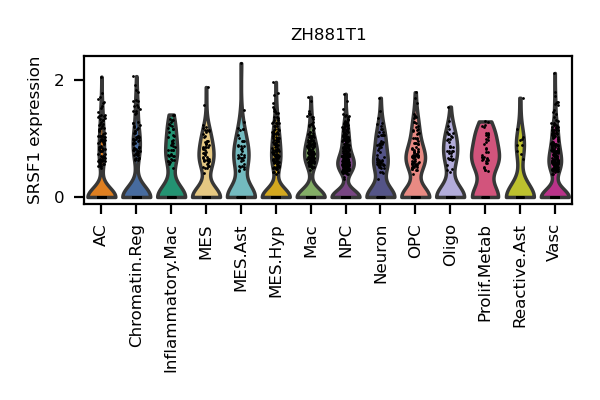 ZH881T1
SRSF1 expression
2
0
AC
Chromatin.Reg
Inflammatory.Mac
MES
MES.Ast
MES.Hyp
Mac
NPC
Neuron
OPC
Oligo
Prolif.Metab
Reactive.Ast
Vasc